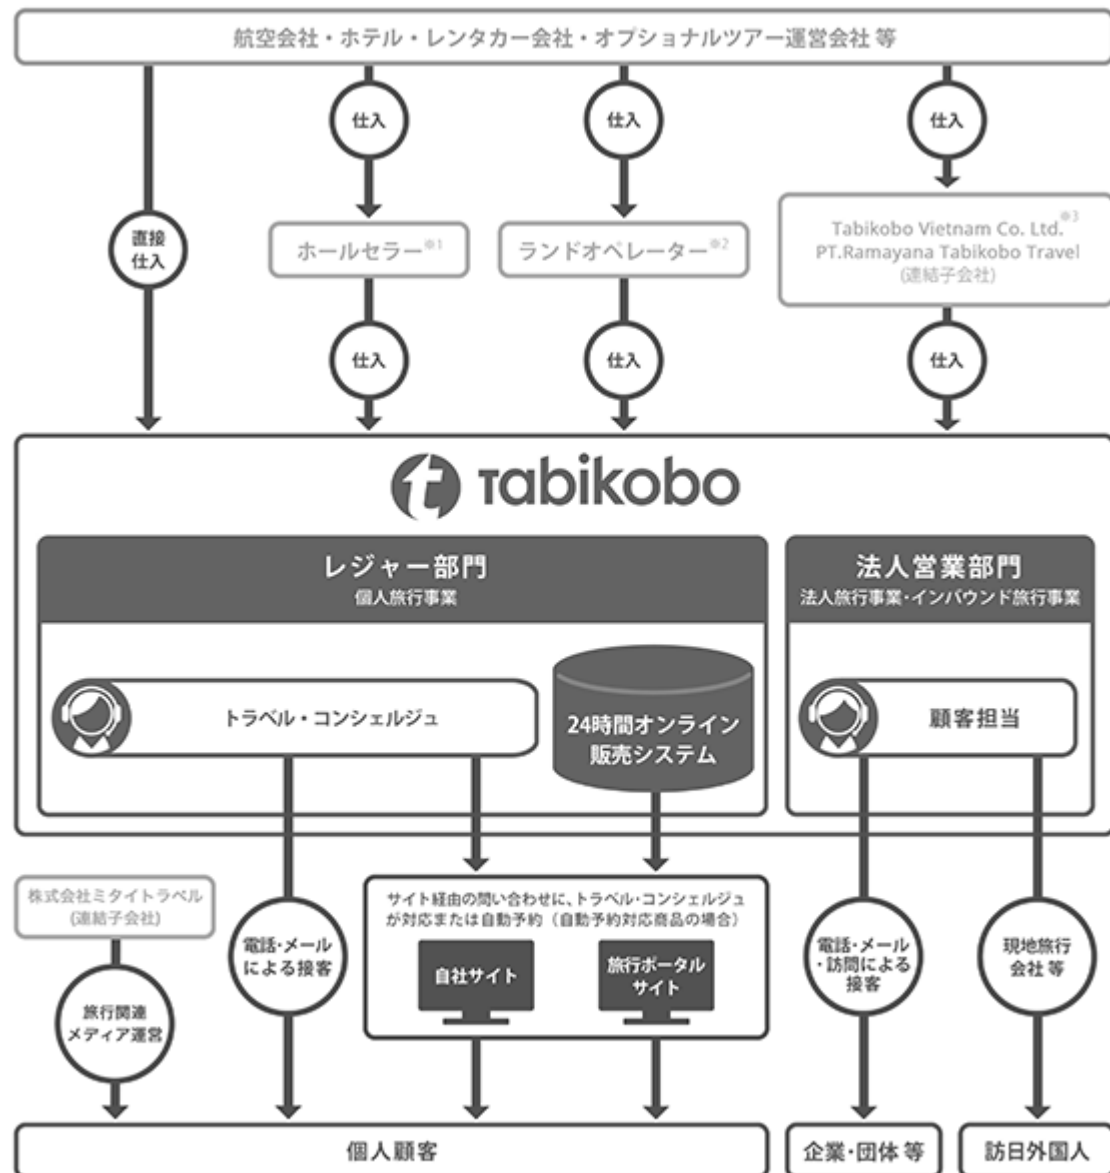 航空会社・ホテル・レンタカー会社・オプショナルツアー運営会社 等
仕入
仕入
仕入
直接
仕入
ホールセラー※1
ランドオペレーター※2
Tabikobo Vietnam Co. Ltd.※3
PT.Ramayana Tabikobo Travel
(連結子会社)
仕入
仕入
仕入
Tabikobo
レジャー部門
個人旅行事業
法人営業部門
法人旅行事業・インバウンド旅行事業
トラベル・コンシェルジュ
24時間オンライン
販売システム
顧客担当
株式会社ミタイトラベル
(連結子会社)
旅行関連
メディア運営
電話・メール
による接客
サイト経由の問い合わせに、トラベル・コンシェルジュ
が対応または自動予約（自動予約対応商品の場合）
自社サイト
旅行ポータル
サイト
電話・メール
・訪問による
接客
現地旅行
会社 等
個人顧客
企業・団体 等
訪日外国人